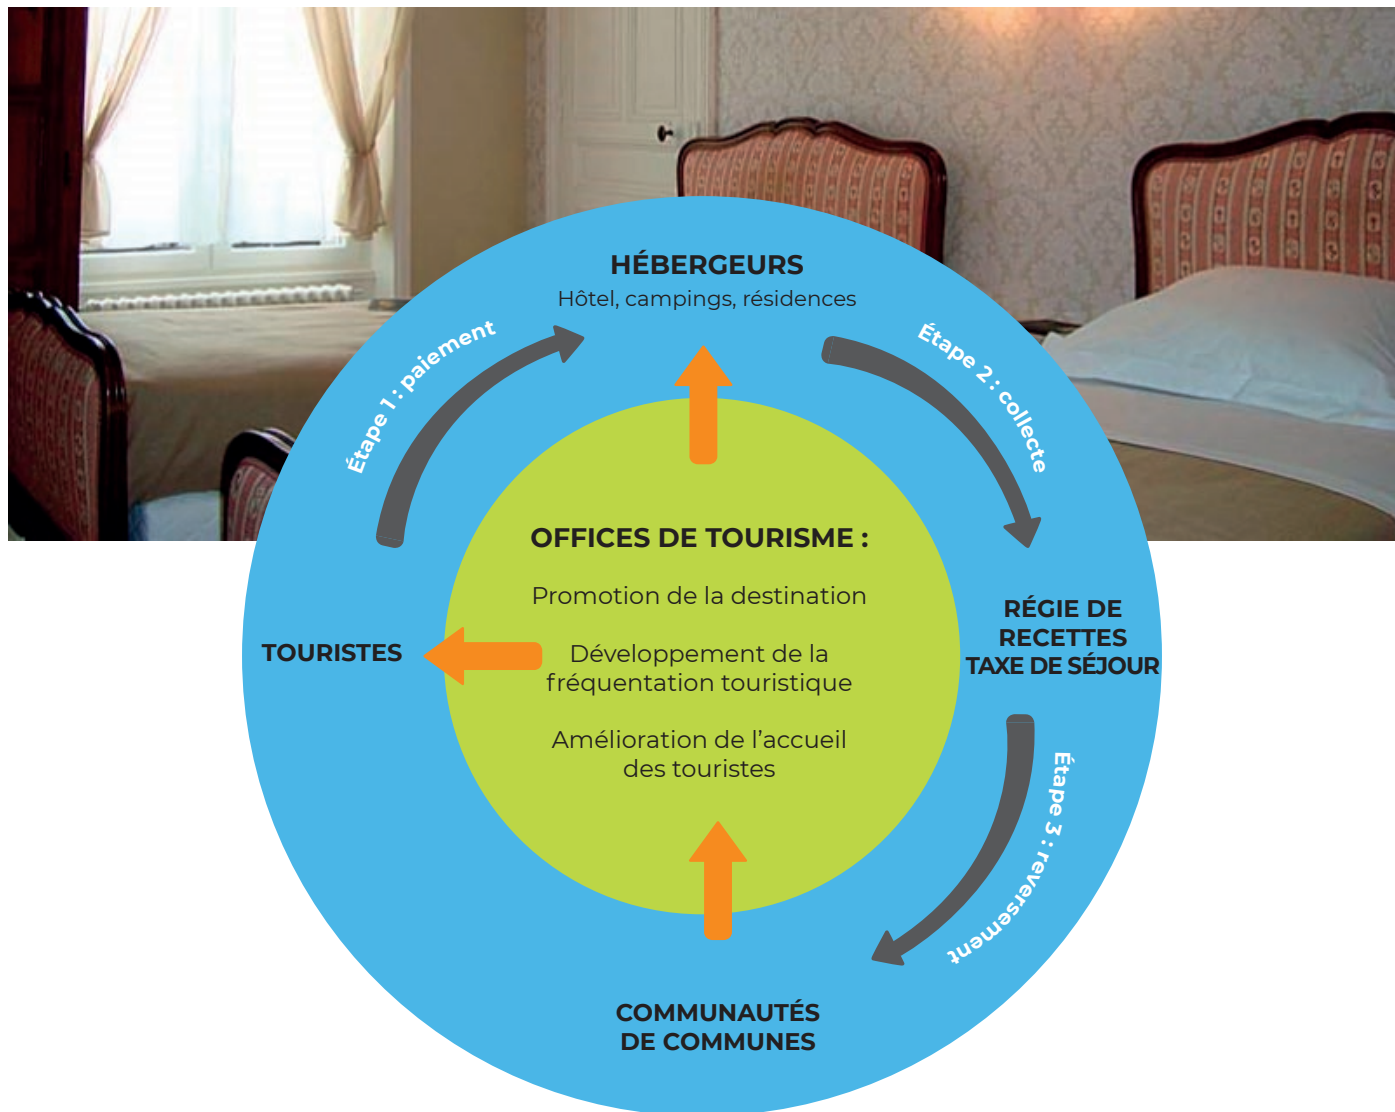 HÉBERGEURS
Hôtel, campings, résidences
Étape 1 : paiement
Étape 2 : collecte
OFFICES DE TOURISME :
Promotion de la destination
Développement de la
fréquentation touristique
Amélioration de l’accueil
des touristes
TOURISTES
RÉGIE DE
RECETTES
TAXE DE SÉJOUR
Étape 3 : reversement
COMMUNAUTÉS
DE COMMUNES